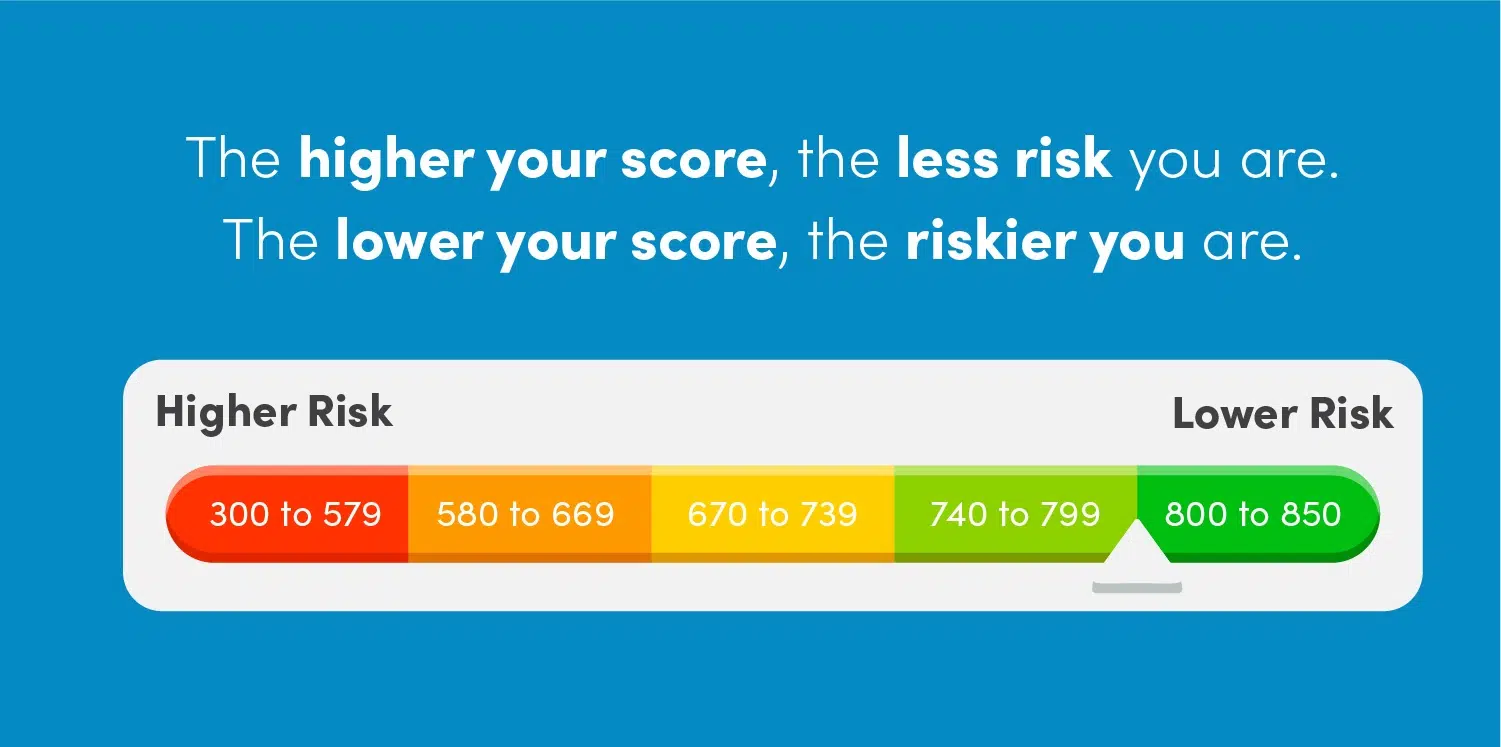 The higher your score, the less risk you are.
The lower your score, the riskier you are.
Higher Risk
Lower Risk
300 to 579
580 to 669
670 to 739
740 to 799
800 to 850